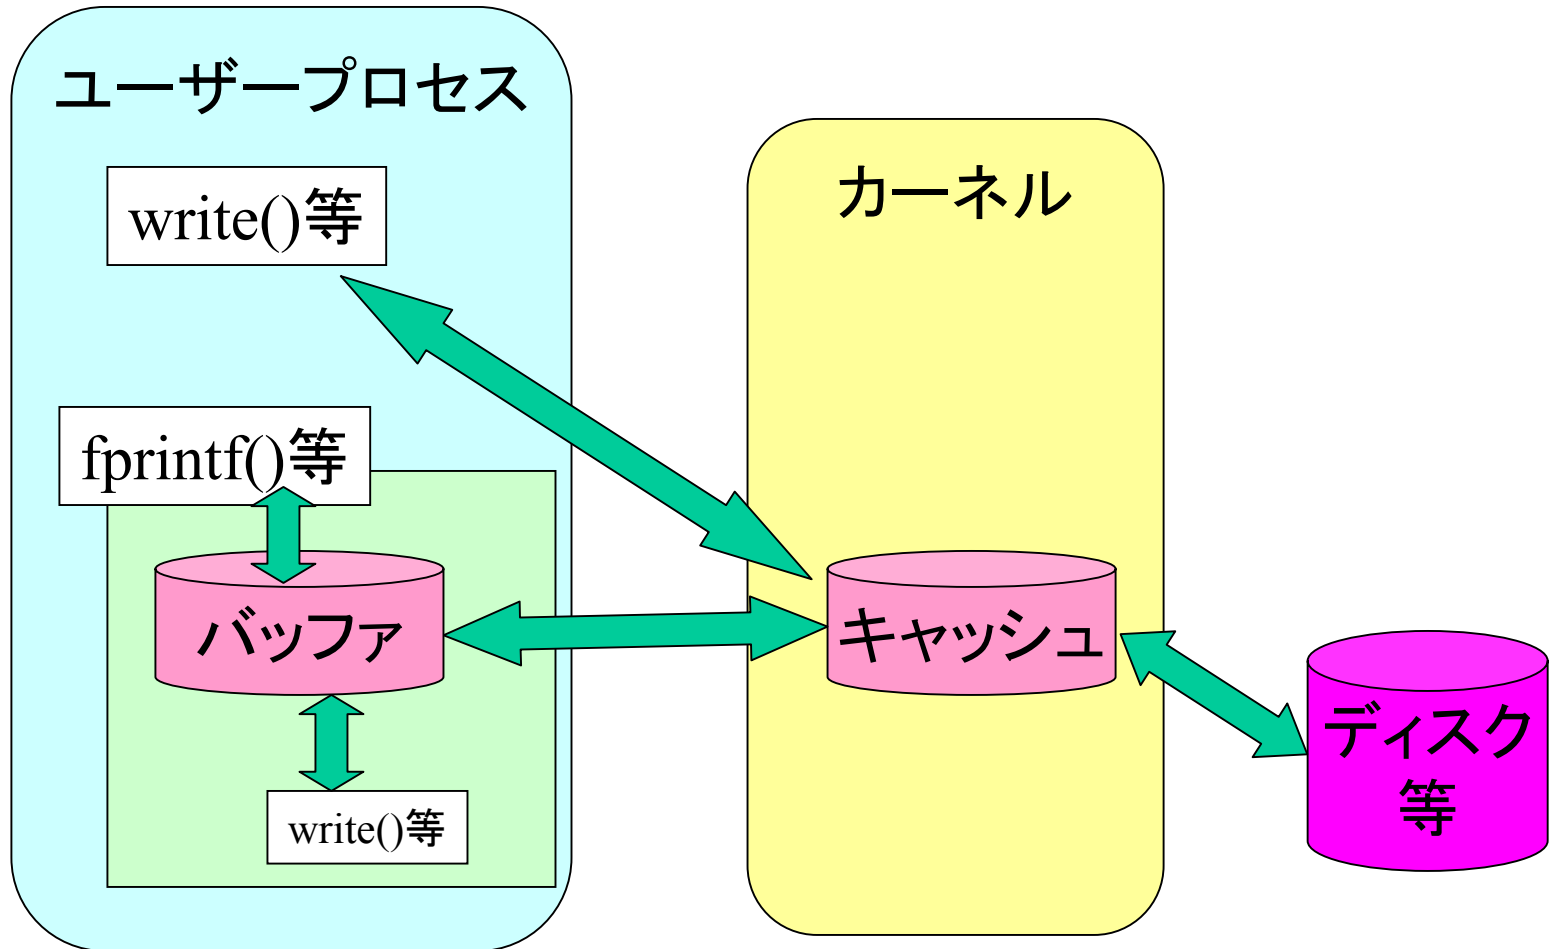 ユーザープロセス
write()等
カーネル
fprintf()等
バッファ
キャッシュ
write()等
ディスク
等